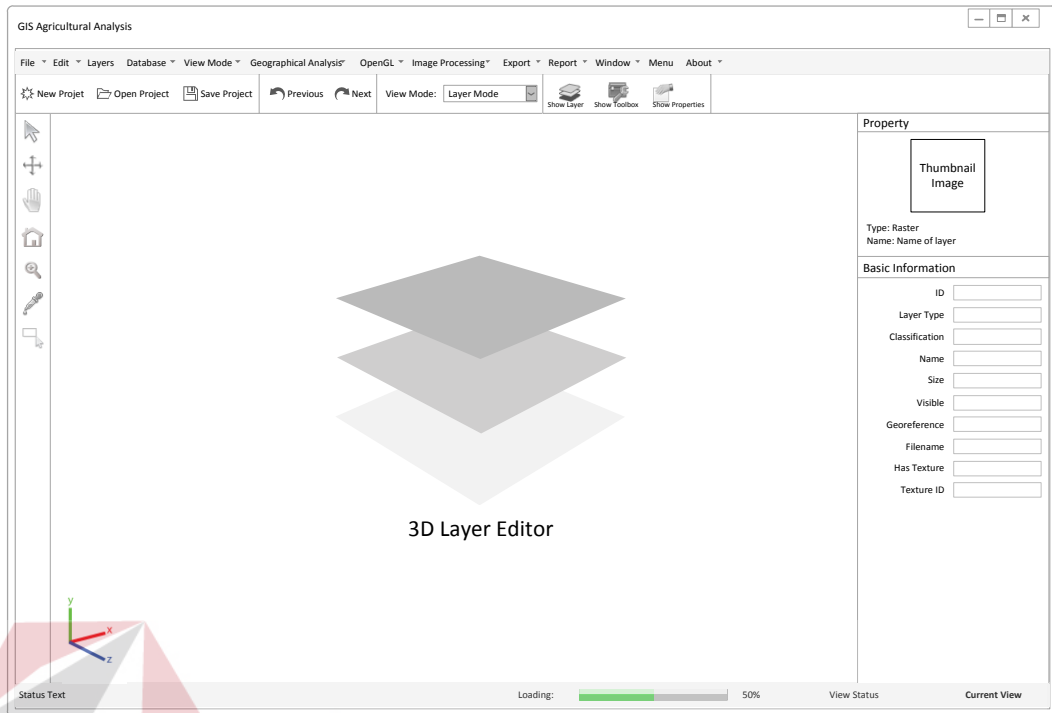 GIS Agricultural Analysis
File Edit Layers Database View Mode Geographical Analysis OpenGL Image Processing Export Report Window Menu About
New Projet Open Project Save Project Previous Next View Mode: Layer Mode Show Layer Show Toolbox Show Properties
Property
Thumbnail
Image
Type: Raster
Name: Name of layer
Basic Information
ID
Layer Type
Classification
Name
Size
Visible
Georeference
Filename
Has Texture
Texture ID
3D Layer Editor
y
x
z
Status Text Loading: 50% View Status Current View